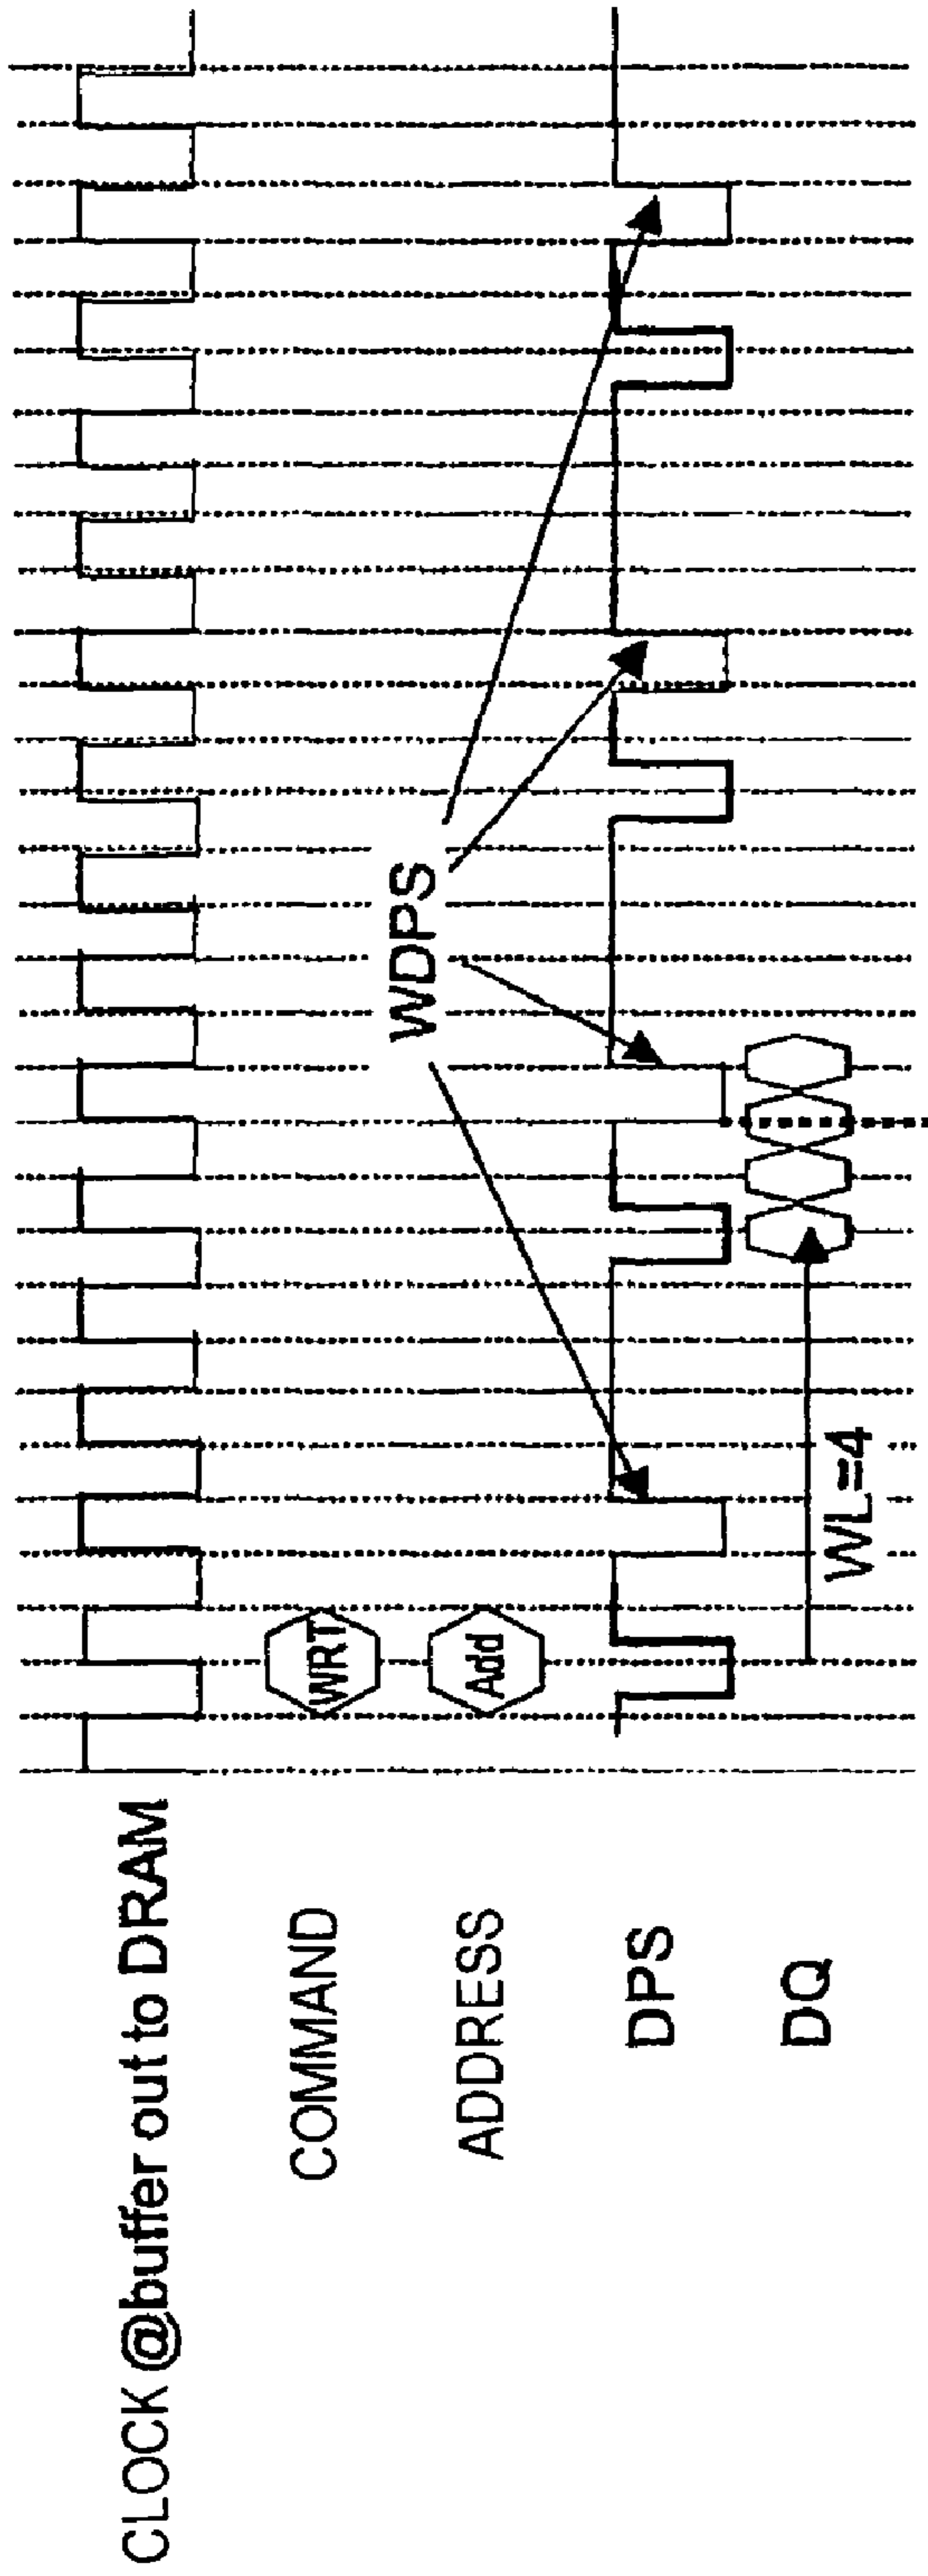 CLOCK @buffer out to DRAM
COMMAND
WRT
ADDRESS
Add
WDPS
DPS
DQ
WL=4